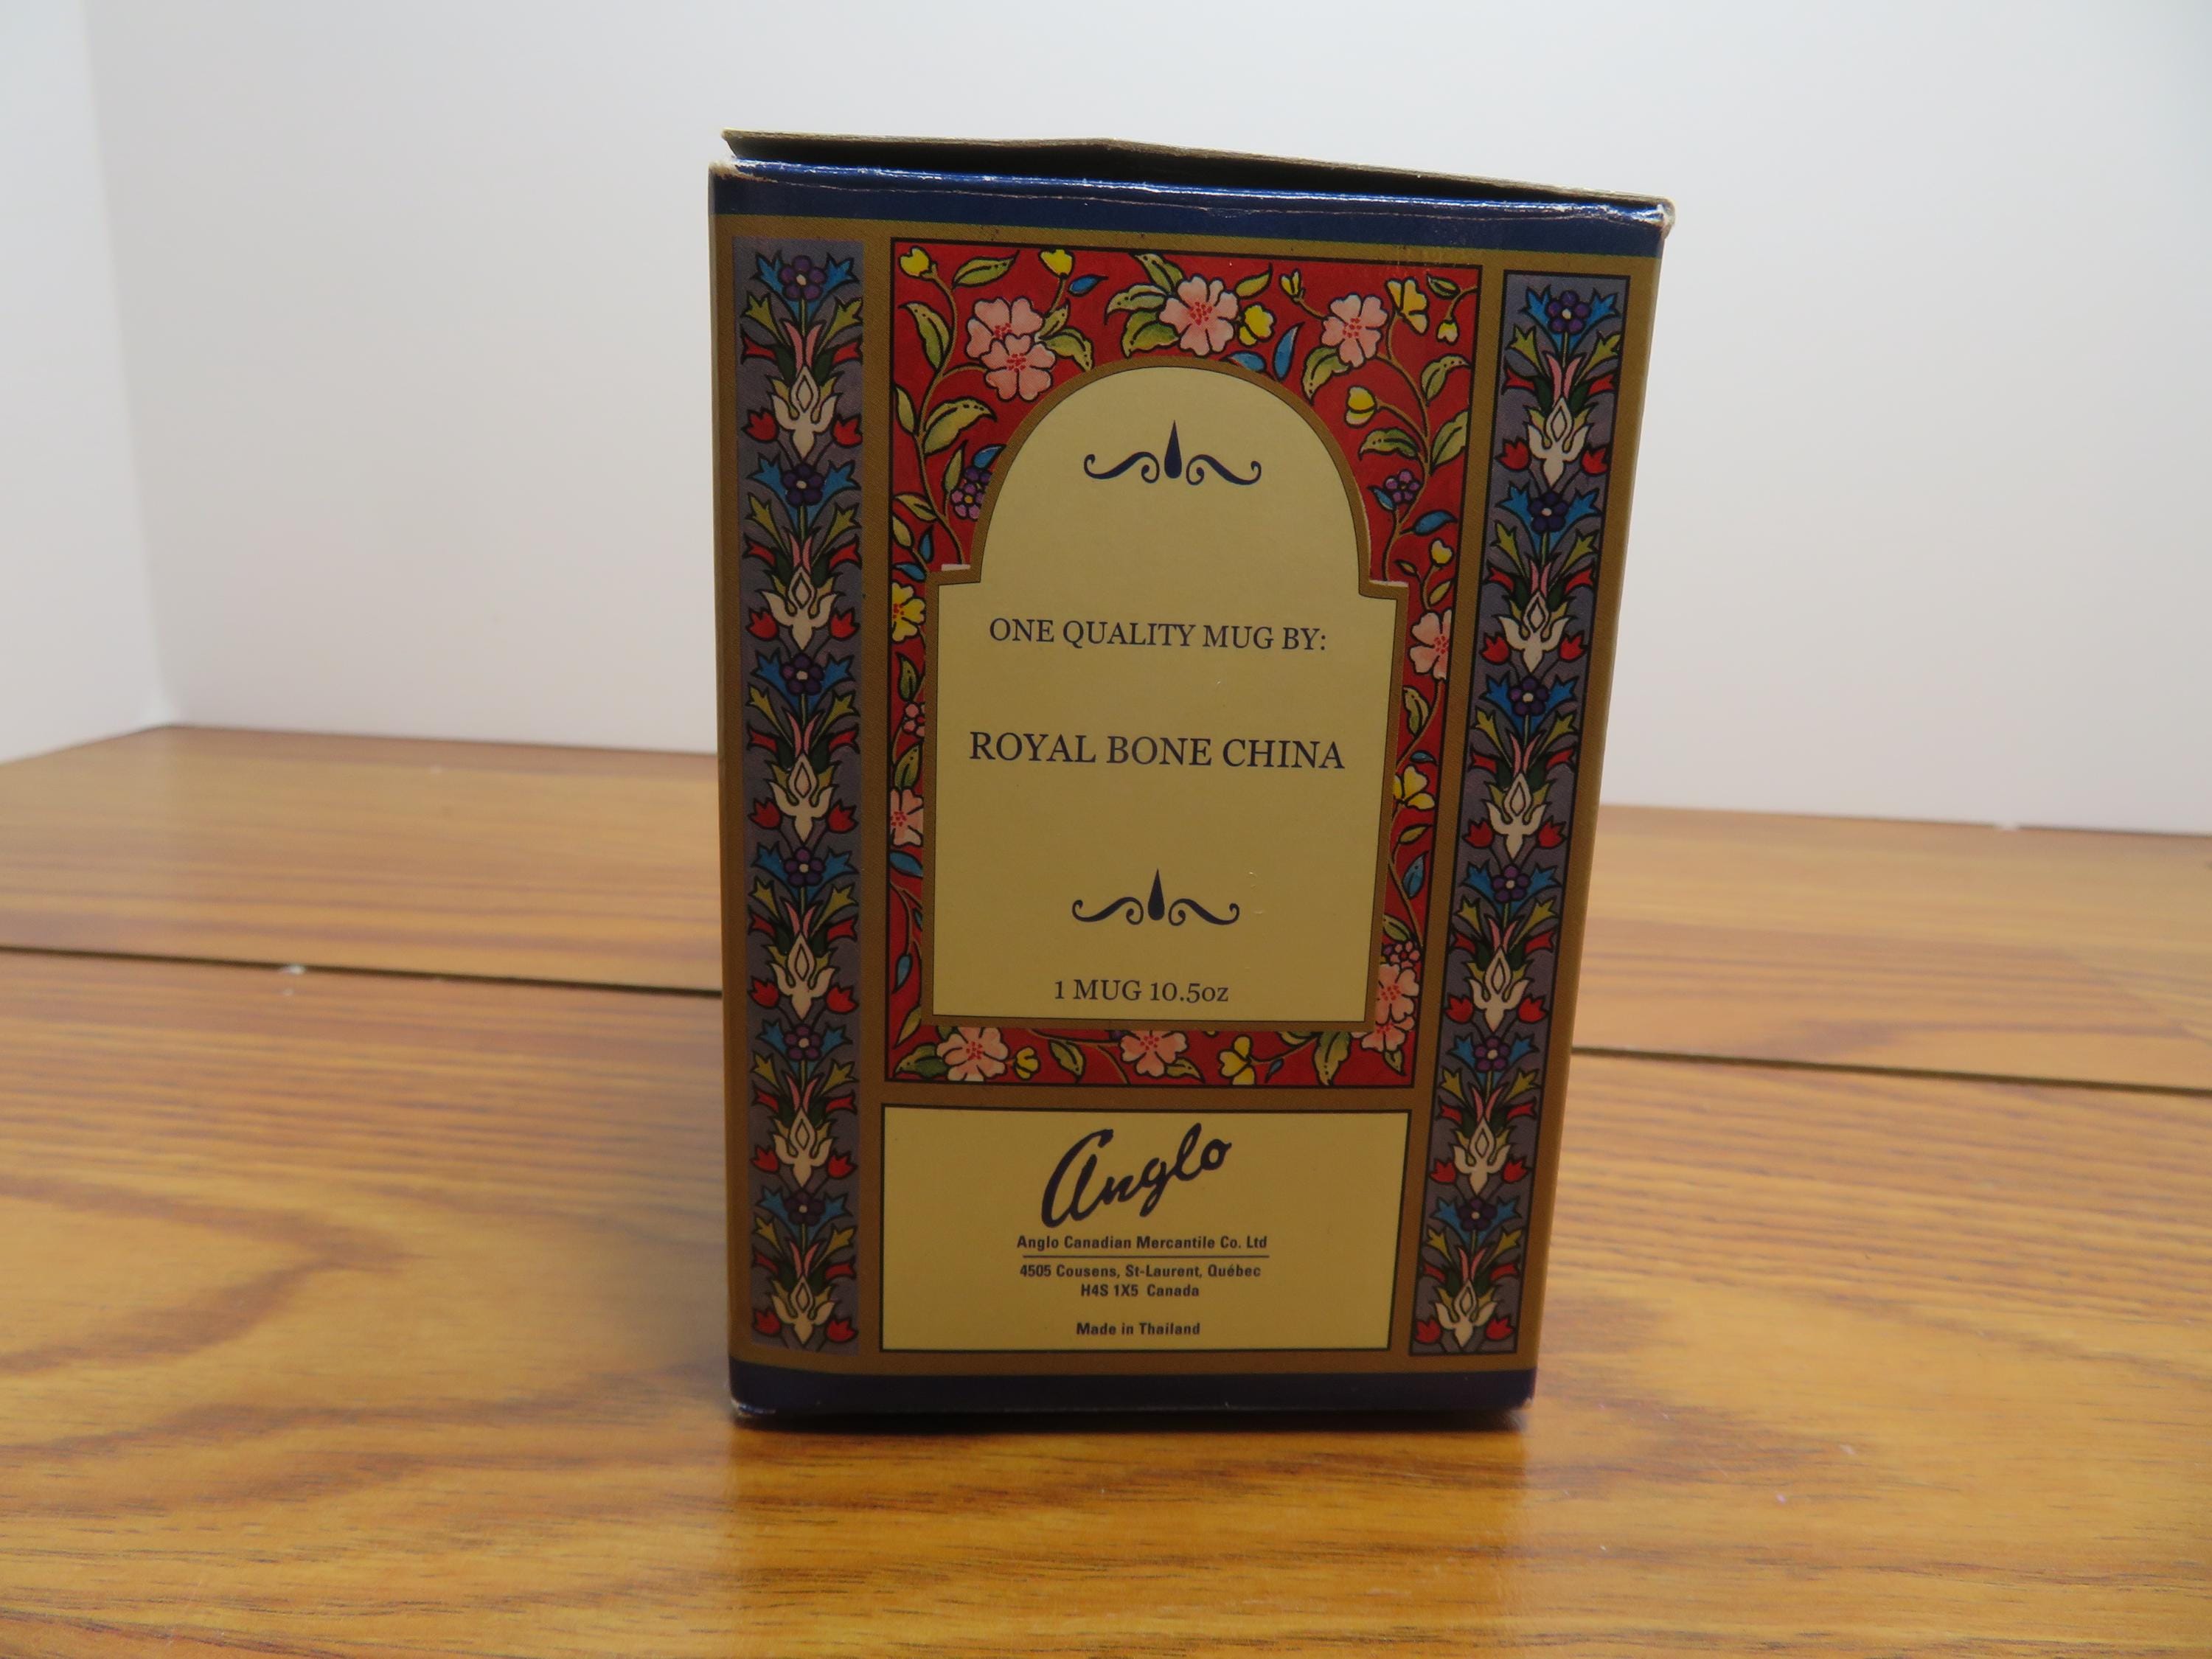 ONE QUALITY MUG BY:
ROYAL BONE CHINA
1 MUG 10.5oz
Anglo
Anglo Canadian Mercantile Co. Ltd
4505 Cousens, St-Laurent, Québec
H4S 1X5 Canada
Made in Thailand